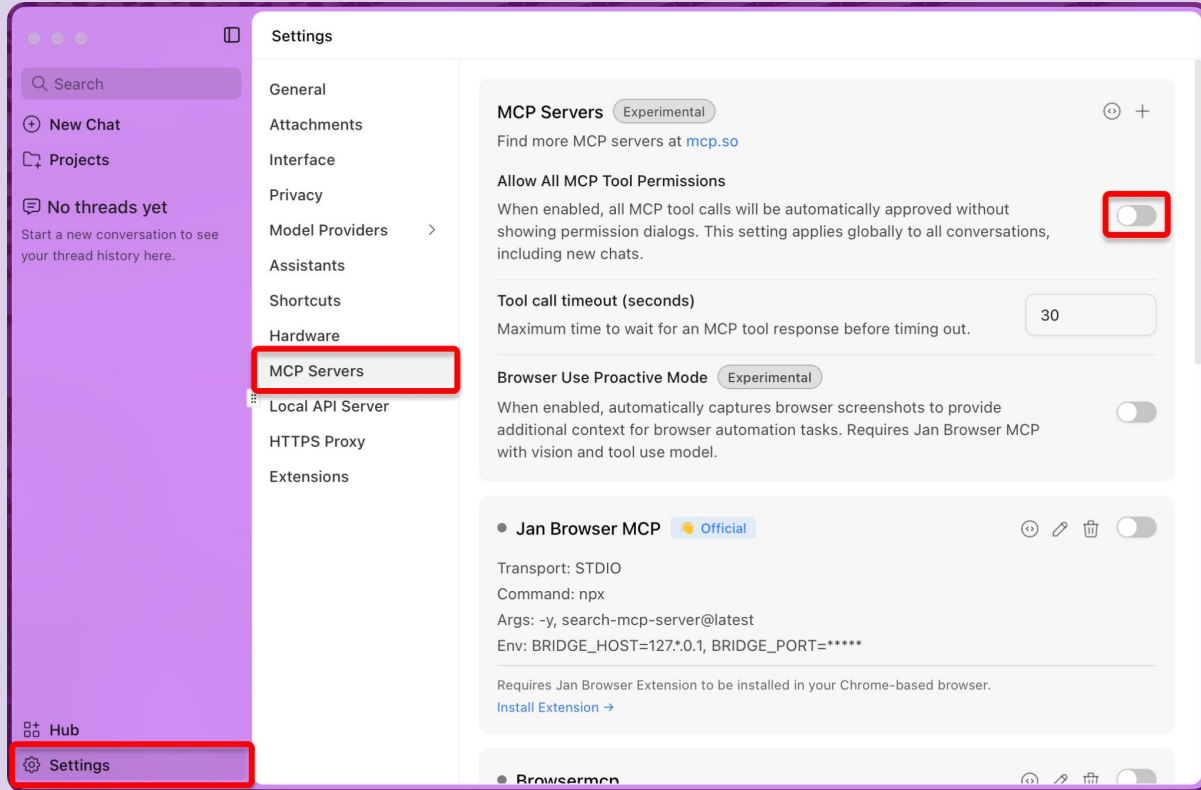 Search
New Chat
Projects
No threads yet
Start a new conversation to see
your thread history here.
Hub
Settings
Settings
General
Attachments
Interface
Privacy
Model Providers
Assistants
Shortcuts
Hardware
MCP Servers
Local API Server
HTTPS Proxy
Extensions
MCP Servers Experimental
Find more MCP servers at mcp.so
Allow All MCP Tool Permissions
When enabled, all MCP tool calls will be automatically approved without
showing permission dialogs. This setting applies globally to all conversations,
including new chats.
Tool call timeout (seconds)
Maximum time to wait for an MCP tool response before timing out.
30
Browser Use Proactive Mode Experimental
When enabled, automatically captures browser screenshots to provide
additional context for browser automation tasks. Requires Jan Browser MCP
with vision and tool use model.
Jan Browser MCP 👋 Official
Transport: STDIO
Command: npx
Args: -y, search-mcp-server@latest
Env: BRIDGE_HOST=127.*.0.1, BRIDGE_PORT=*****
Requires Jan Browser Extension to be installed in your Chrome-based browser.
Install Extension →
Browsermcp